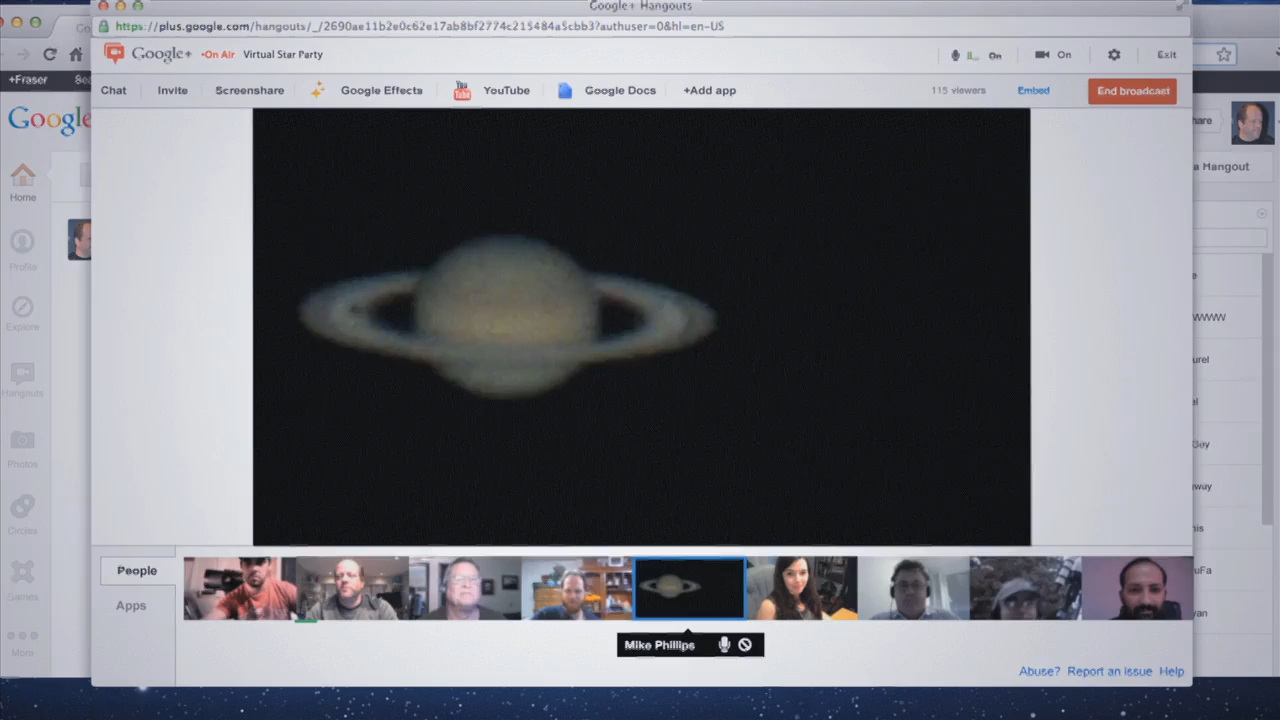 Google+ Hangouts
https://plus.google.com/hangouts/_/2690ae11b2e0c62e17ab8bf2774c215484a5cbb3?authuser=0&hl=en-US
Google+ On Air Virtual Star Party On On Exit
+Fraser
Chat Invite Screenshare Google Effects YouTube Google Docs +Add app 115 viewers Embed End broadcast
Google
a Hangout
Home
Profile
Explore
Hangouts
Photos
Circles
Games
More
People
Apps
Mike Phillips
Abuse? Report an issue Help